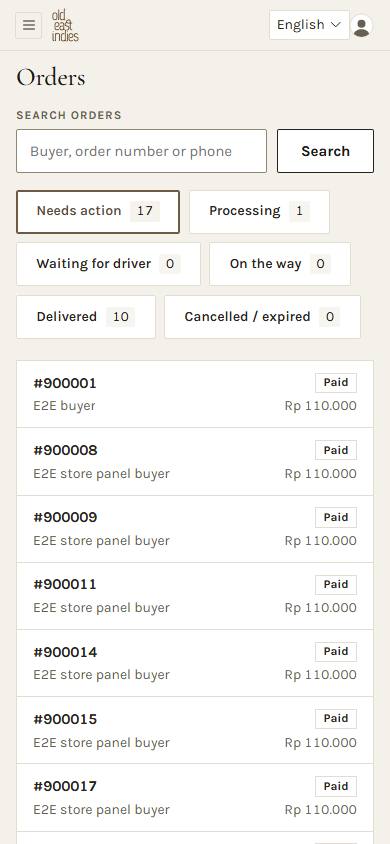 old
east
indies
English
Orders
SEARCH ORDERS
Buyer, order number or phone
Search
Needs action 17
Processing 1
Waiting for driver 0
On the way 0
Delivered 10
Cancelled / expired 0
#900001 Paid
E2E buyer Rp 110.000
#900008 Paid
E2E store panel buyer Rp 110.000
#900009 Paid
E2E store panel buyer Rp 110.000
#900011 Paid
E2E store panel buyer Rp 110.000
#900014 Paid
E2E store panel buyer Rp 110.000
#900015 Paid
E2E store panel buyer Rp 110.000
#900017 Paid
E2E store panel buyer Rp 110.000